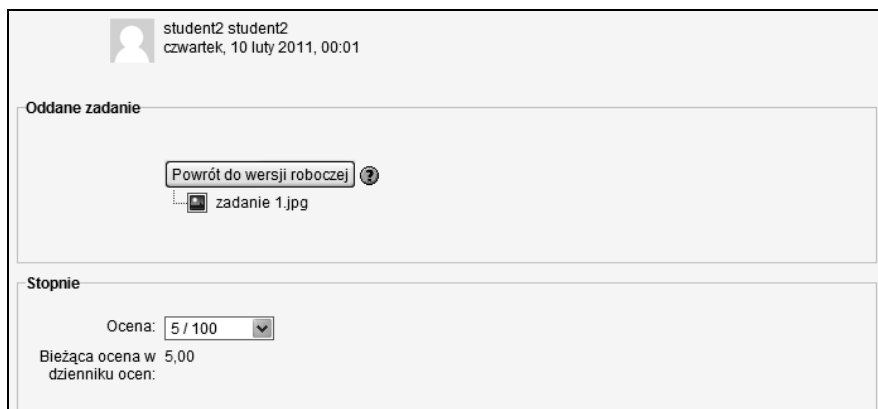 student2 student2
czwartek, 10 luty 2011, 00:01
Oddane zadanie
Powrót do wersji roboczej ?
zadanie 1.jpg
Stopnie
Ocena: 5 / 100
Bieżąca ocena w 5,00
dzienniku ocen: